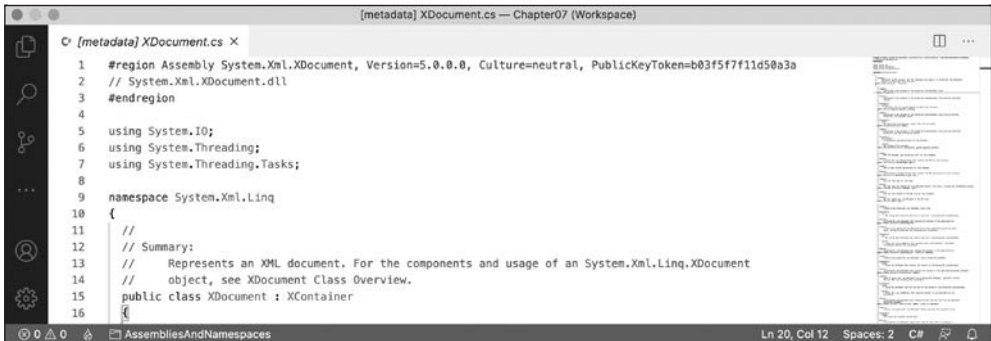 [metadata] XDocument.cs — Chapter07 (Workspace)
C# [metadata] XDocument.cs ×
1 #region Assembly System.Xml.XDocument, Version=5.0.0.0, Culture=neutral, PublicKeyToken=b03f5f7f11d50a3a
2 // System.Xml.XDocument.dll
3 #endregion
4
5 using System.IO;
6 using System.Threading;
7 using System.Threading.Tasks;
8
9 namespace System.Xml.Linq
10 {
11 //
12 // Summary:
13 //     Represents an XML document. For the components and usage of an System.Xml.Linq.XDocument
14 //     object, see XDocument Class Overview.
15 public class XDocument : XContainer
16 {
0 0 AssembliesAndNamespaces Ln 20, Col 12 Spaces: 2 C#